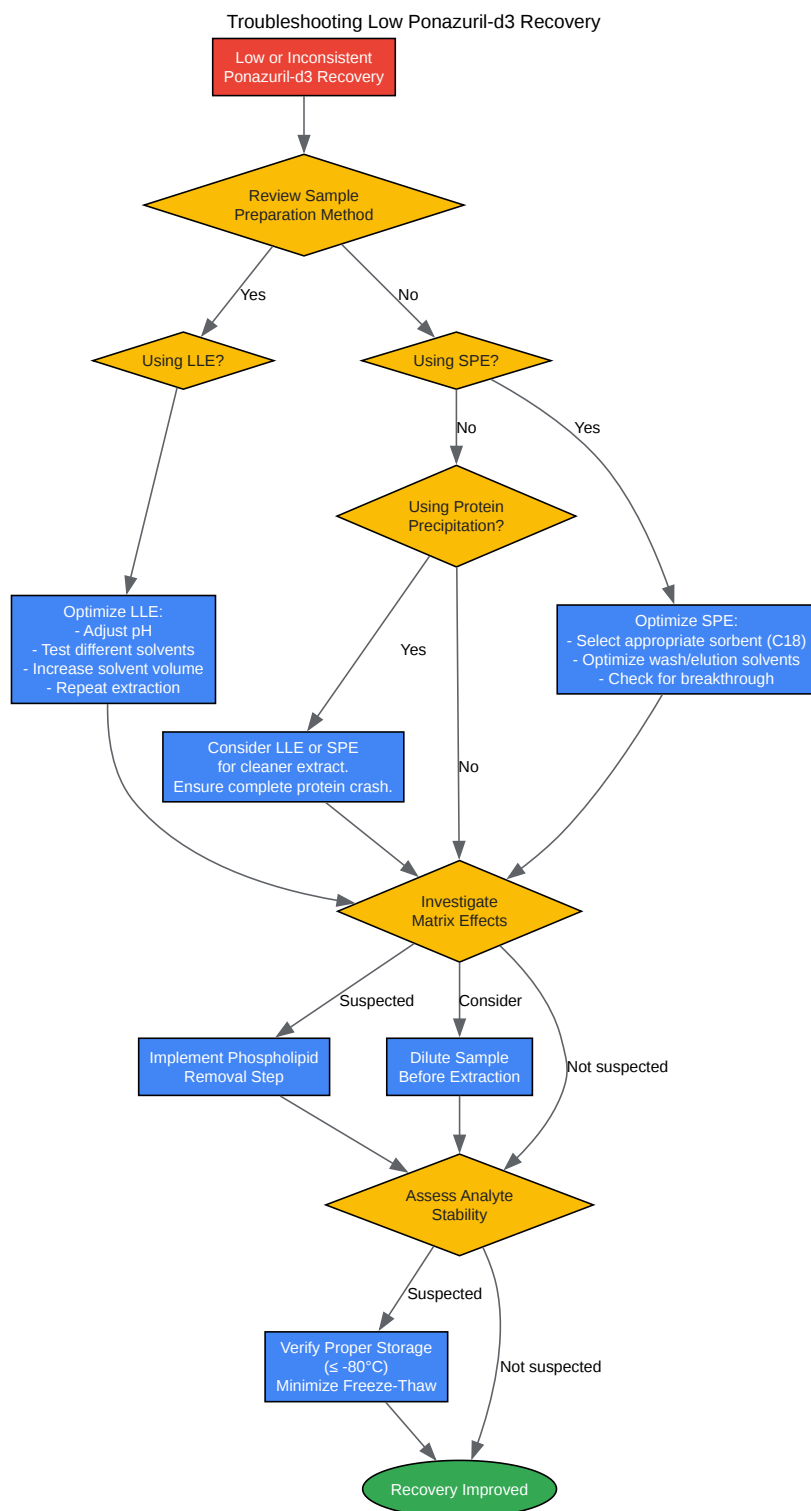 Troubleshooting Low Ponazuril-d3 Recovery
Low or Inconsistent
Ponazuril-d3 Recovery
Review Sample
Preparation Method
Yes
No
Using LLE?
Using SPE?
No
Yes
Using Protein
Precipitation?
Optimize LLE:
- Adjust pH
- Test different solvents
- Increase solvent volume
- Repeat extraction
Optimize SPE:
- Select appropriate sorbent (C18)
- Optimize wash/elution solvents
- Check for breakthrough
Yes
Consider LLE or SPE
for cleaner extract.
Ensure complete protein crash.
No
Investigate
Matrix Effects
Suspected
Consider
Not suspected
Implement Phospholipid
Removal Step
Dilute Sample
Before Extraction
Assess Analyte
Stability
Suspected
Not suspected
Verify Proper Storage
(≤ -80°C)
Minimize Freeze-Thaw
Recovery Improved